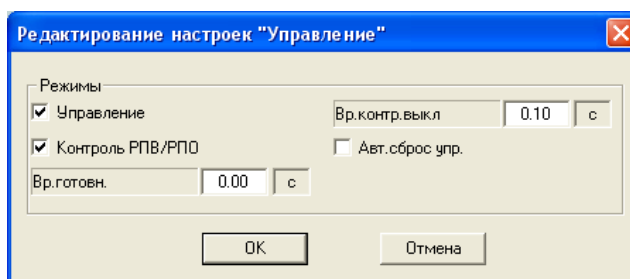 Редактирование настроек "Управление"
Режимы
Управление
Вр.контр.выкл 0.10 с
Контроль РПВ/РПО
Авт.сброс упр.
Вр.готовн. 0.00 с
OK Отмена